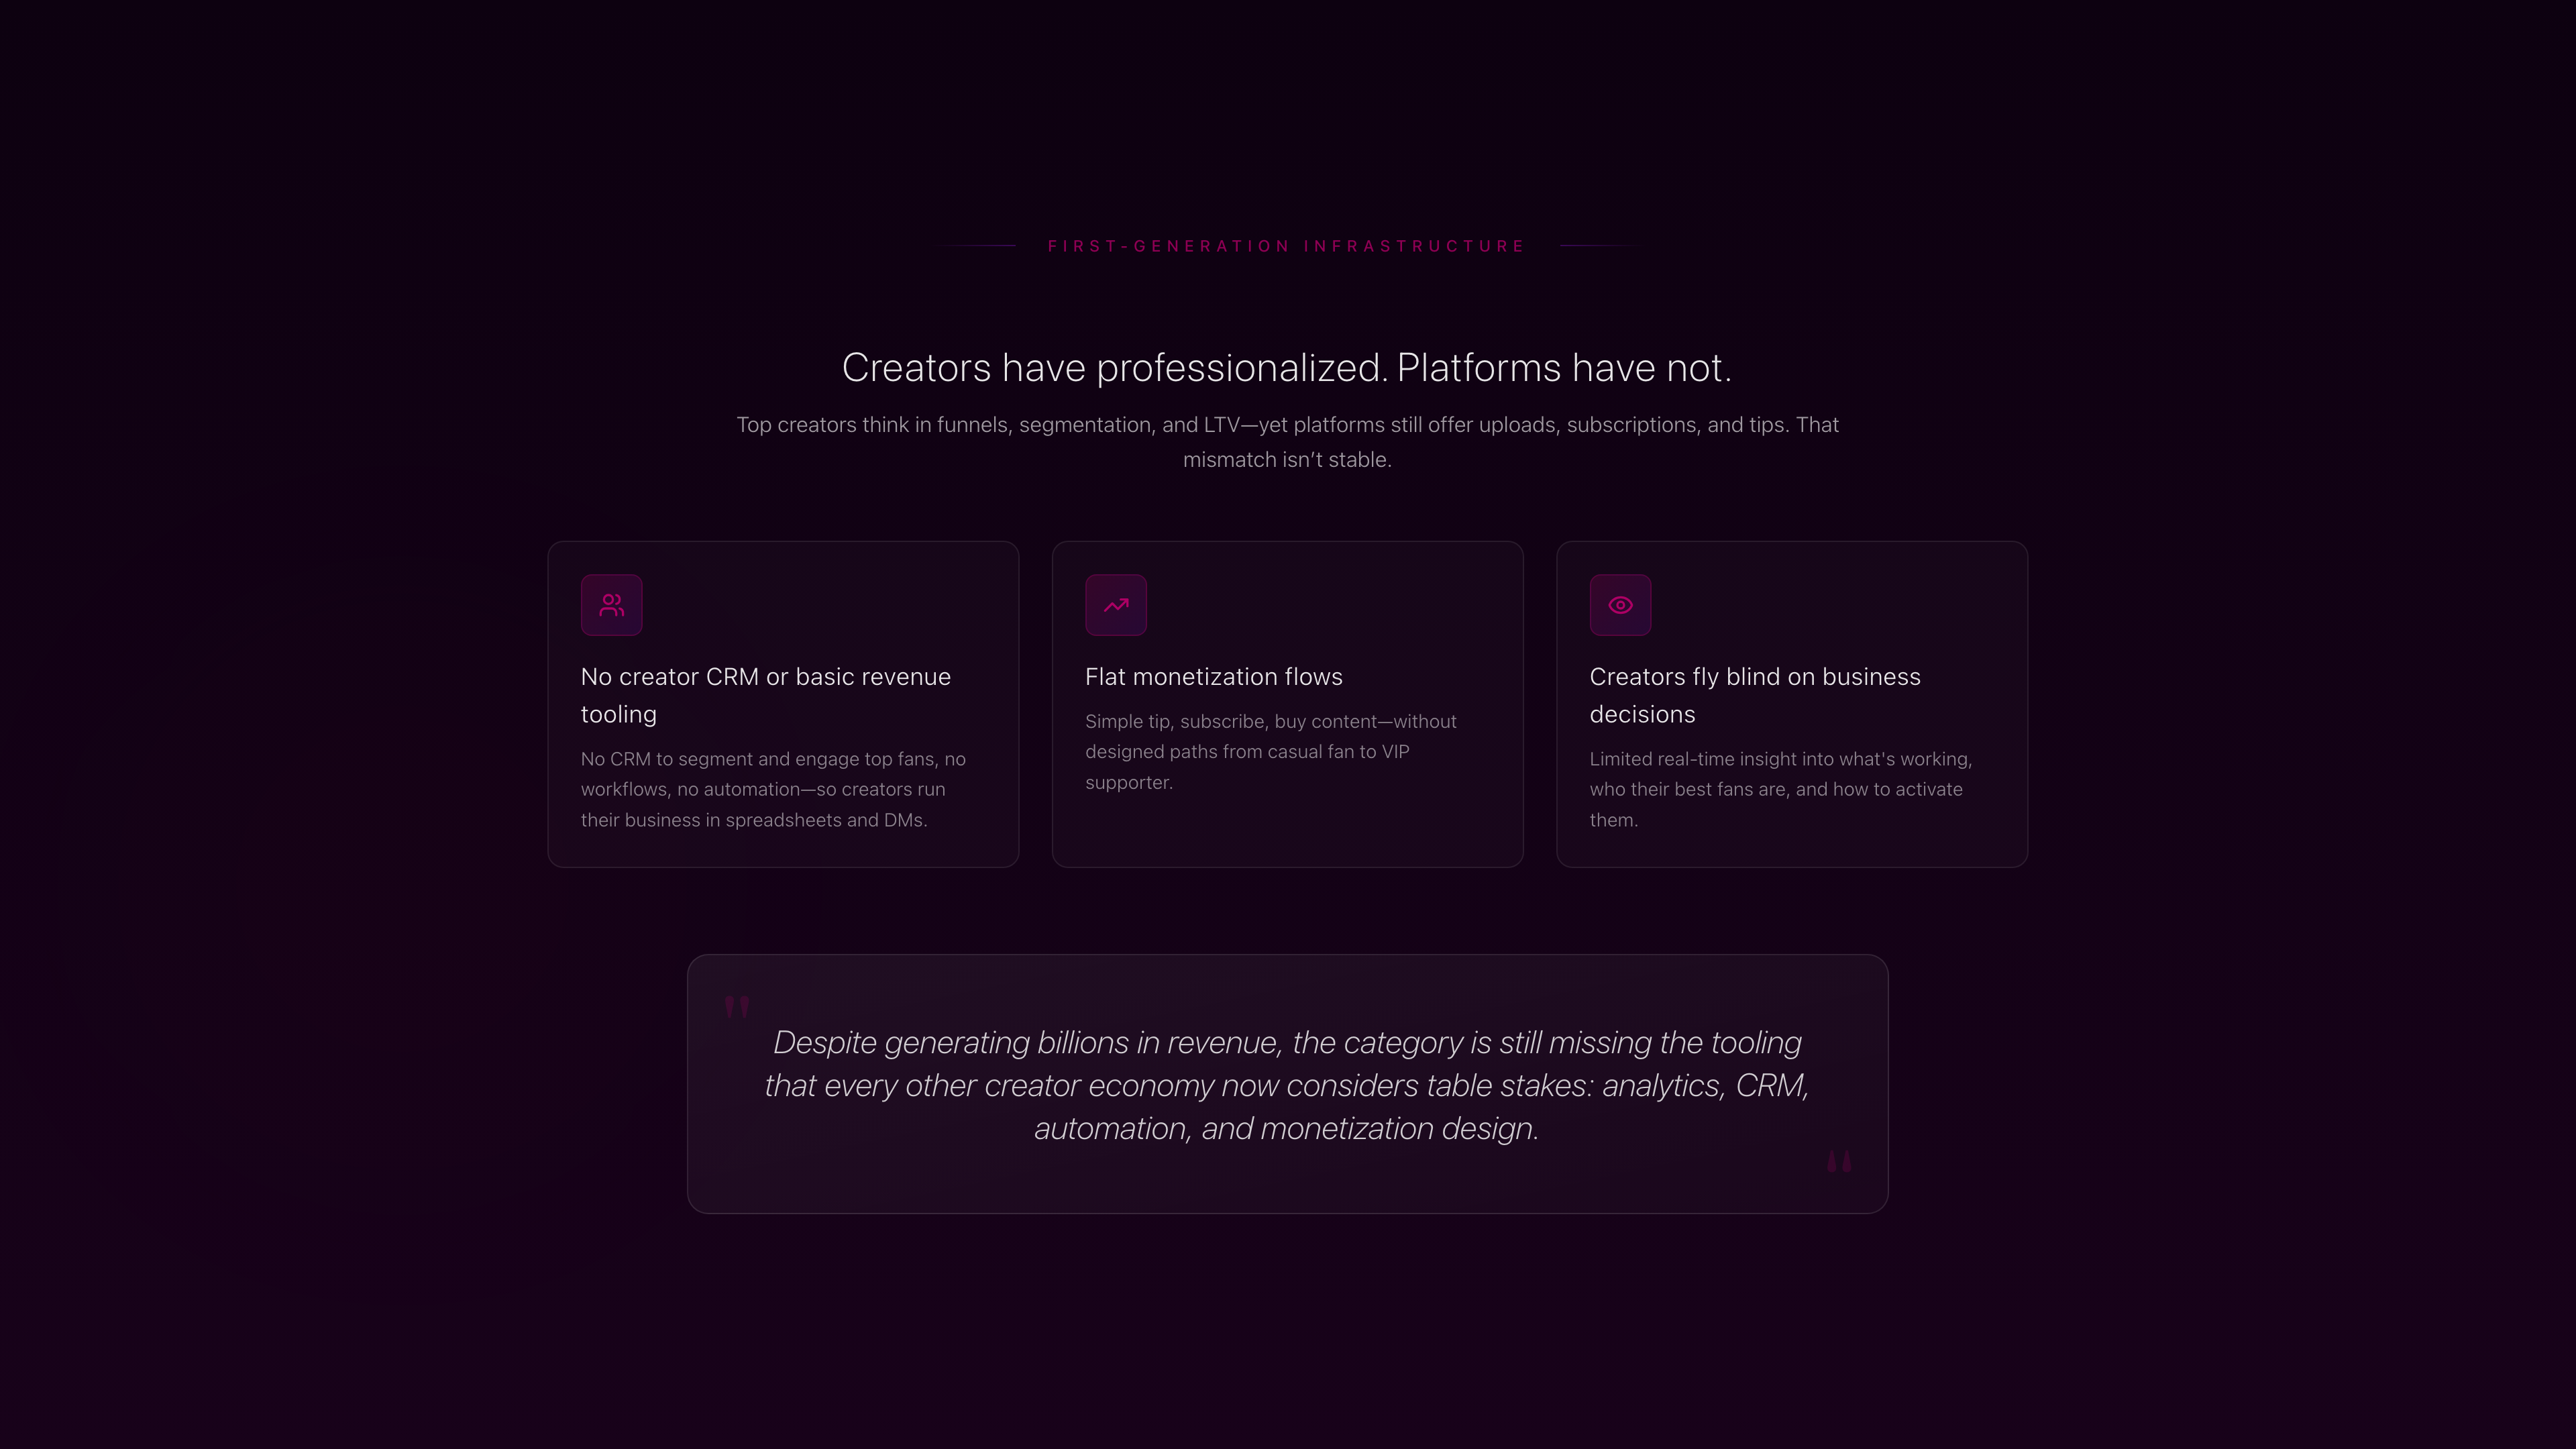 FIRST-GENERATION INFRASTRUCTURE
Creators have professionalized. Platforms have not.
Top creators think in funnels, segmentation, and LTV—yet platforms still offer uploads, subscriptions, and tips. That
mismatch isn’t stable.
No creator CRM or basic revenue
tooling
No CRM to segment and engage top fans, no
workflows, no automation—so creators run
their business in spreadsheets and DMs.
Flat monetization flows
Simple tip, subscribe, buy content—without
designed paths from casual fan to VIP
supporter.
Creators fly blind on business
decisions
Limited real-time insight into what's working,
who their best fans are, and how to activate
them.
"
Despite generating billions in revenue, the category is still missing the tooling
that every other creator economy now considers table stakes: analytics, CRM,
automation, and monetization design.
"